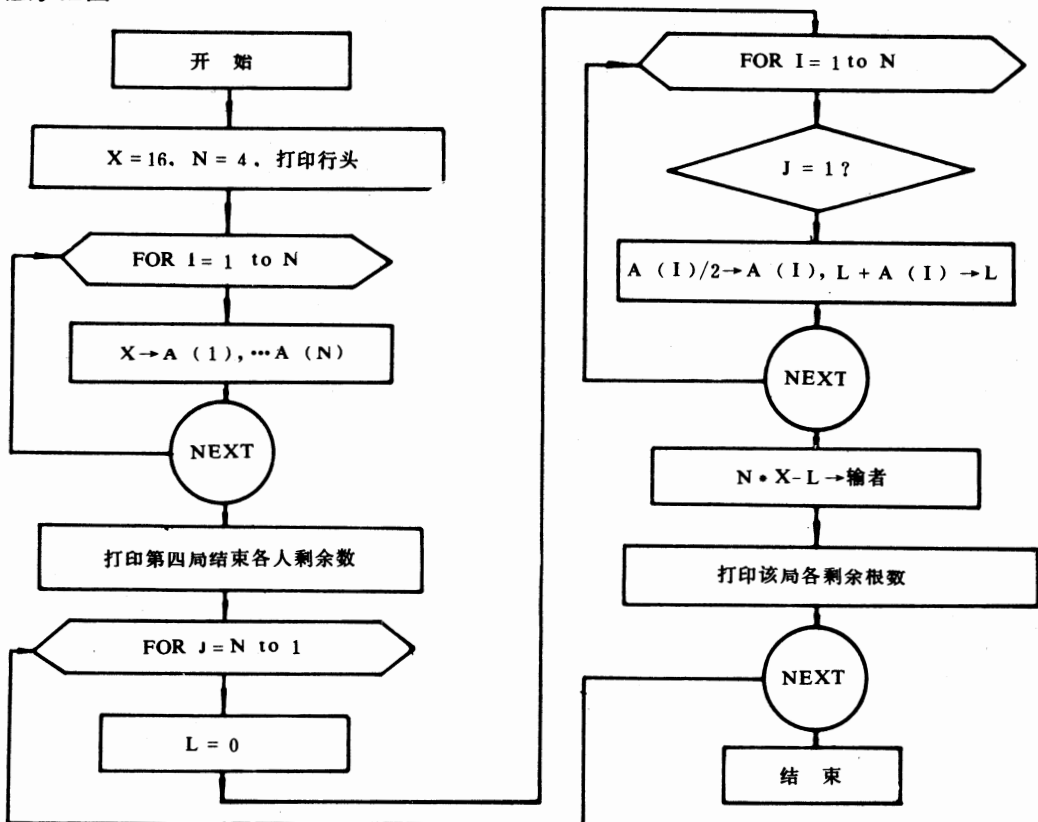 开 始
X = 16. N = 4 . 打印行头
FOR I = 1 to N
X→A ( 1 ) , ⋯A ( N )
NEXT
打印第四局结束各人剩余数
FOR J = N to 1
L = 0
FOR I = 1 to N
J = 1 ?
A ( I )/2→A ( I ), L + A ( I ) →L
NEXT
N • X - L →输者
打印该局各剩余根数
NEXT
结 束